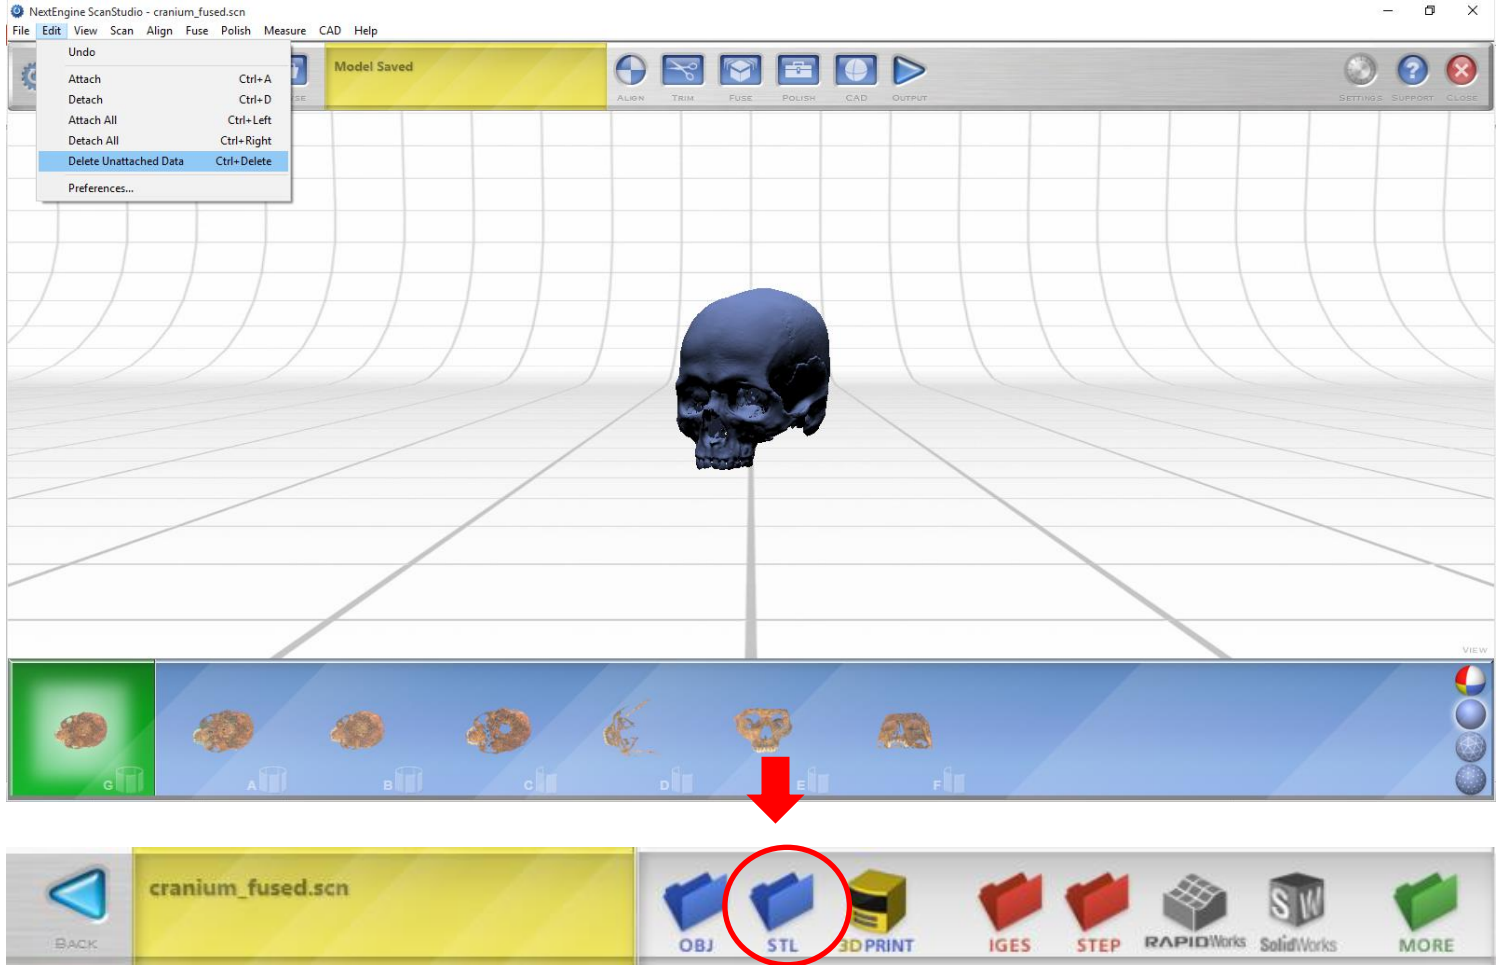 NextEngine ScanStudio - cranium_fused.scn
File Edit View Scan Align Fuse Polish Measure CAD Help
Undo
Attach Ctrl+A
Detach Ctrl+D
Attach All Ctrl+Left
Detach All Ctrl+Right
Delete Unattached Data Ctrl+Delete
Preferences...
Model Saved
ALIGN TRIM FUSE POLISH CAD OUTPUT
SETTINGS SUPPORT CLOSE
VIEW
G A B C D E F
cranium_fused.scn
BACK OBJ STL 3D PRINT IGES STEP RAPIDWorks SolidWorks MORE
SW